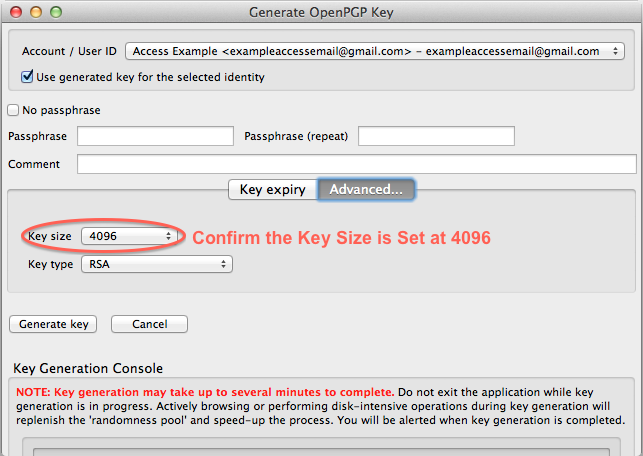 Generate OpenPGP Key
Account / User ID Access Example <exampleaccessemail@gmail.com> - exampleaccessemail@gmail.com
Use generated key for the selected identity
No passphrase
Passphrase Passphrase (repeat)
Comment
Key expiry Advanced...
Key size 4096 Confirm the Key Size is Set at 4096
Key type RSA
Generate key Cancel
Key Generation Console
NOTE: Key generation may take up to several minutes to complete. Do not exit the application while key
generation is in progress. Actively browsing or performing disk-intensive operations during key generation will
replenish the 'randomness pool' and speed-up the process. You will be alerted when key generation is completed.